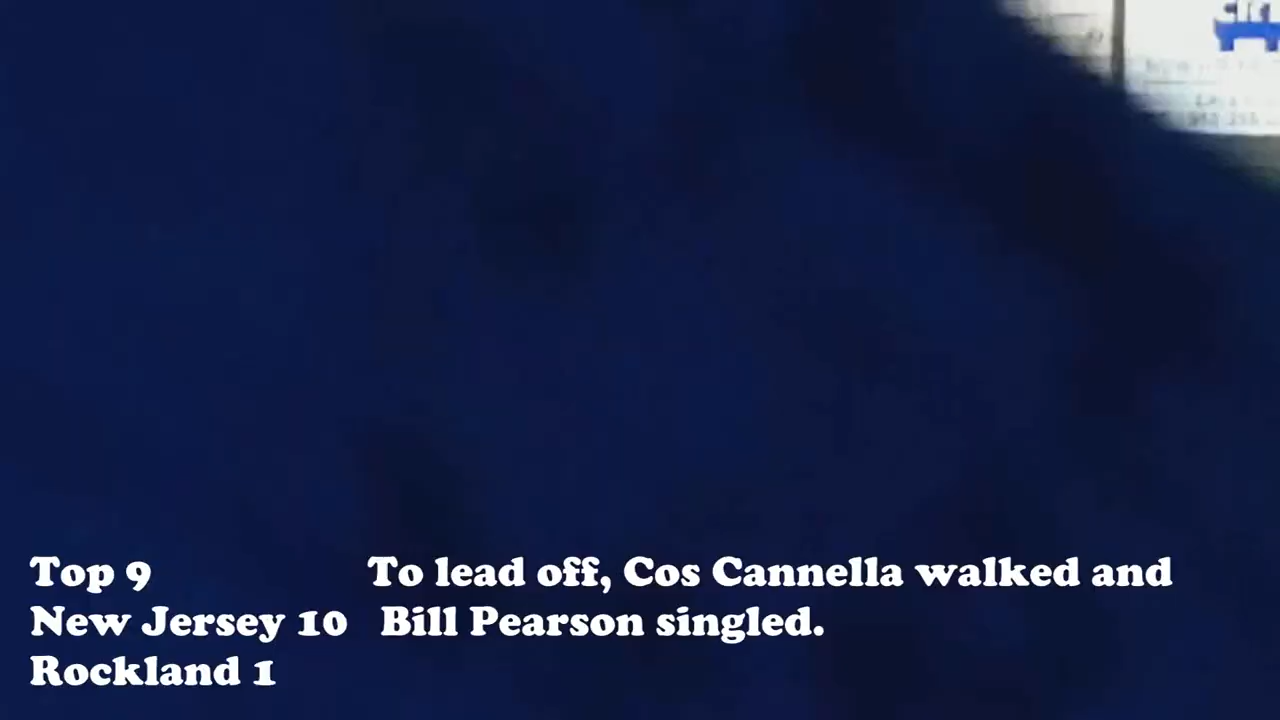 Top 9
New Jersey 10
Rockland 1
To lead off, Cos Cannella walked and
Bill Pearson singled.